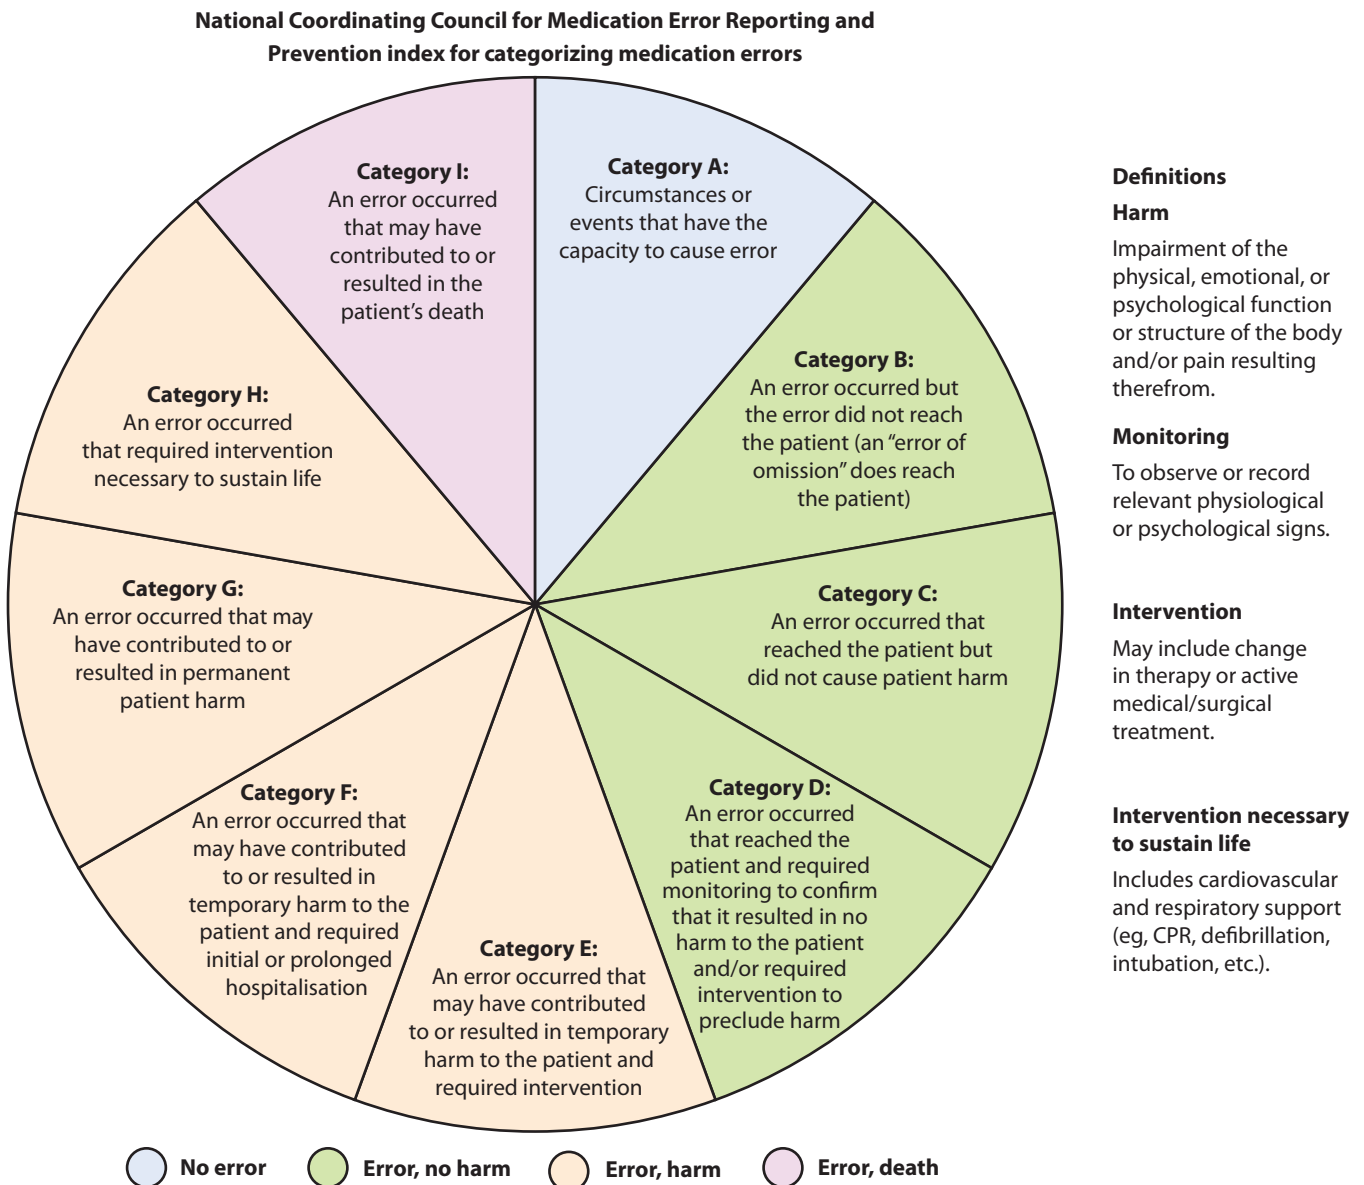 National Coordinating Council for Medication Error Reporting and
Prevention index for categorizing medication errors
Category I:
An error occurred
that may have
contributed to or
resulted in the
patient's death
Category A:
Circumstances or
events that have the
capacity to cause error
Category B:
An error occurred but
the error did not reach
the patient (an “error of
omission” does reach
the patient)
Category H:
An error occurred
that required intervention
necessary to sustain life
Category C:
An error occurred that
reached the patient but
did not cause patient harm
Category G:
An error occurred that may
have contributed to or
resulted in permanent
patient harm
Category D:
An error occurred
that reached the
patient and required
monitoring to confirm
that it resulted in no
harm to the patient
and/or required
intervention to
preclude harm
Category F:
An error occurred that
may have contributed
to or resulted in
temporary harm to the
patient and required
initial or prolonged
hospitalisation
Category E:
An error occurred that
may have contributed
to or resulted in temporary
harm to the patient and
required intervention
Definitions
Harm
Impairment of the
physical, emotional, or
psychological function
or structure of the body
and/or pain resulting
therefrom.
Monitoring
To observe or record
relevant physiological
or psychological signs.
Intervention
May include change
in therapy or active
medical/surgical
treatment.
Intervention necessary
to sustain life
Includes cardiovascular
and respiratory support
(eg, CPR, defibrillation,
intubation, etc.).
No error
Error, no harm
Error, harm
Error, death